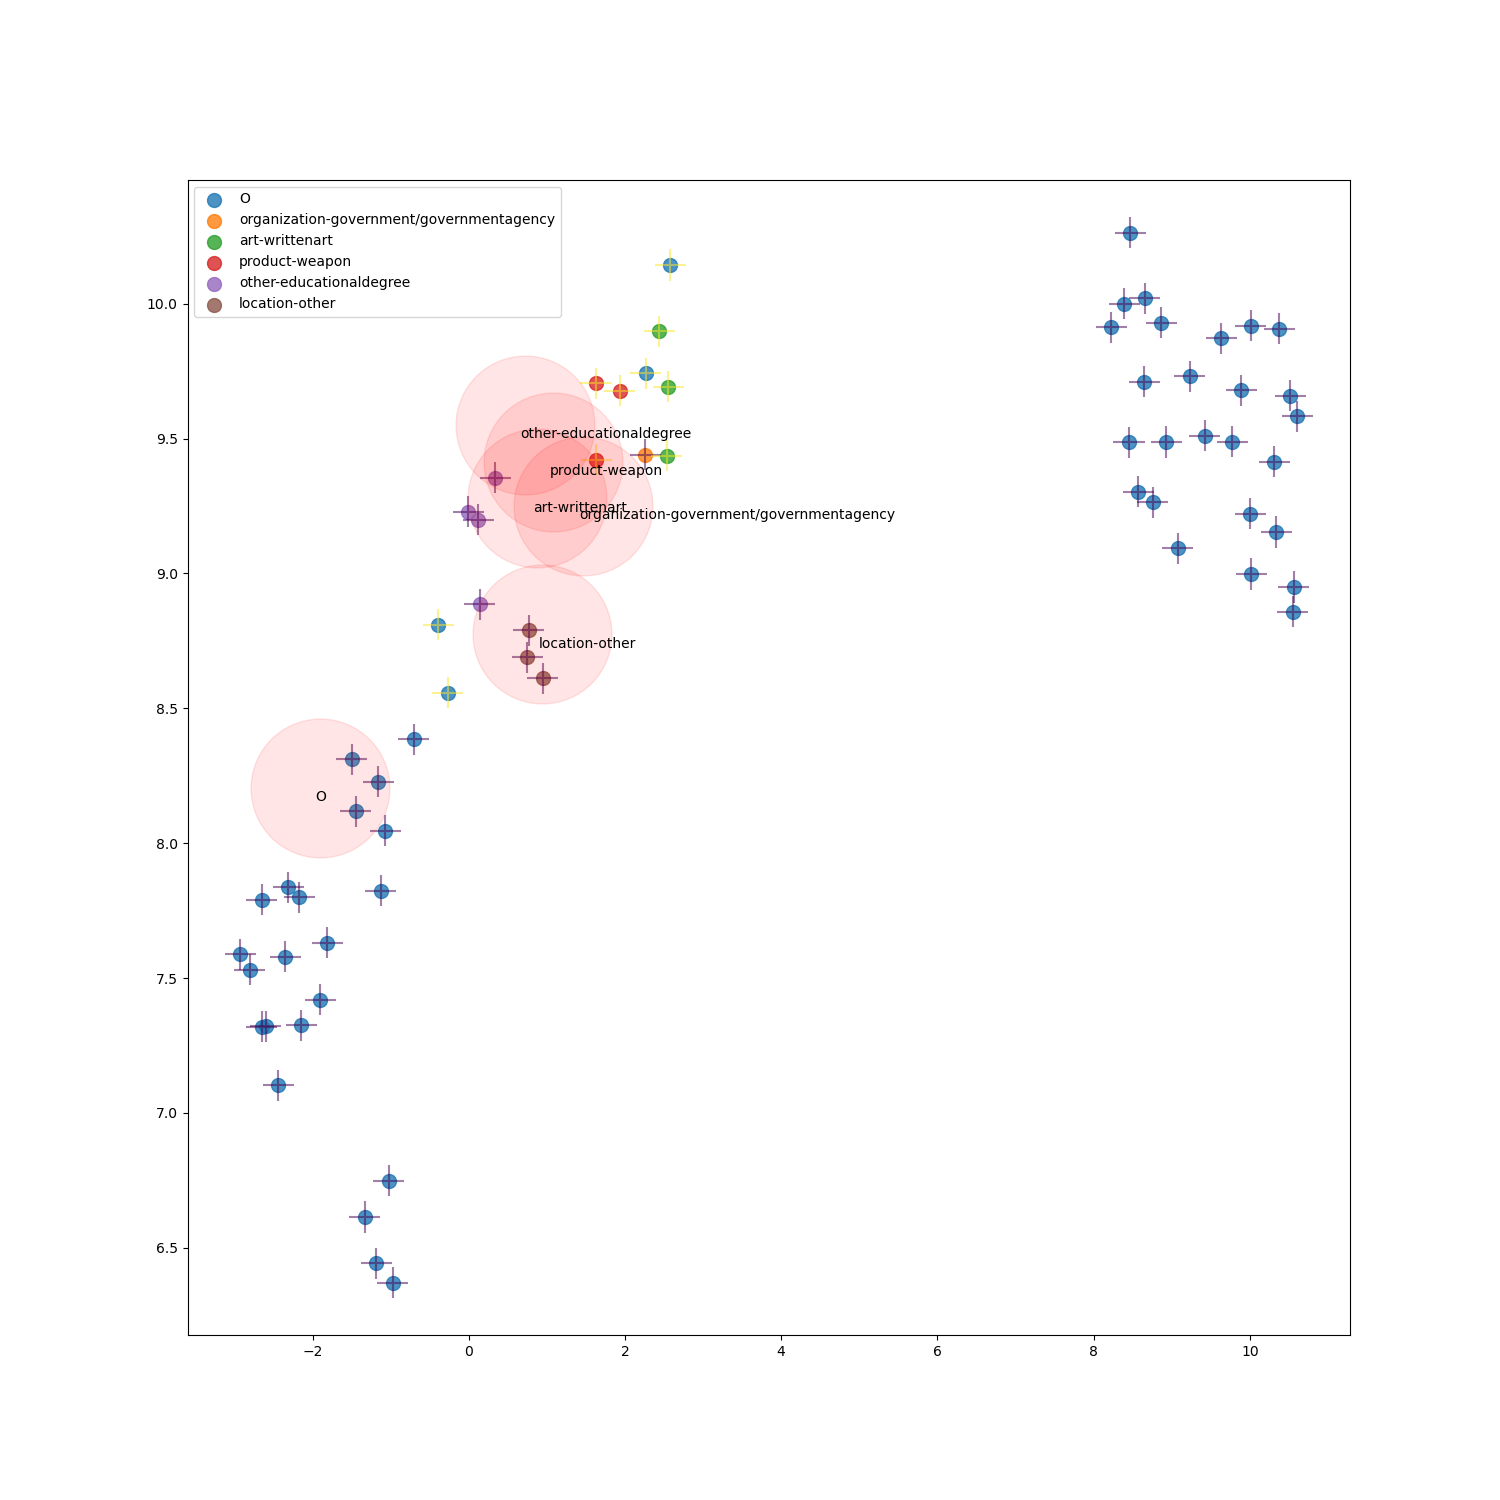 O
organization-government/governmentagency
art-writtenart
product-weapon
other-educationaldegree
location-other
10.0
9.5
9.0
8.5
8.0
7.5
7.0
6.5
other-educationaldegree
product-weapon
art-writtenart
organization-government/governmentagency
location-other
O
−2
0
2
4
6
8
10